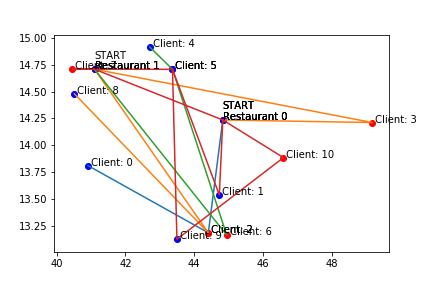 15.00
14.75
14.50
14.25
14.00
13.75
13.50
13.25
40
42
44
46
48
Client: 4
START
Restaurant 1
Client: 5
Client: 8
START
Restaurant 0
Client: 3
Client: 10
Client: 0
Client: 1
Client: 2
Client: 9
Client: 6